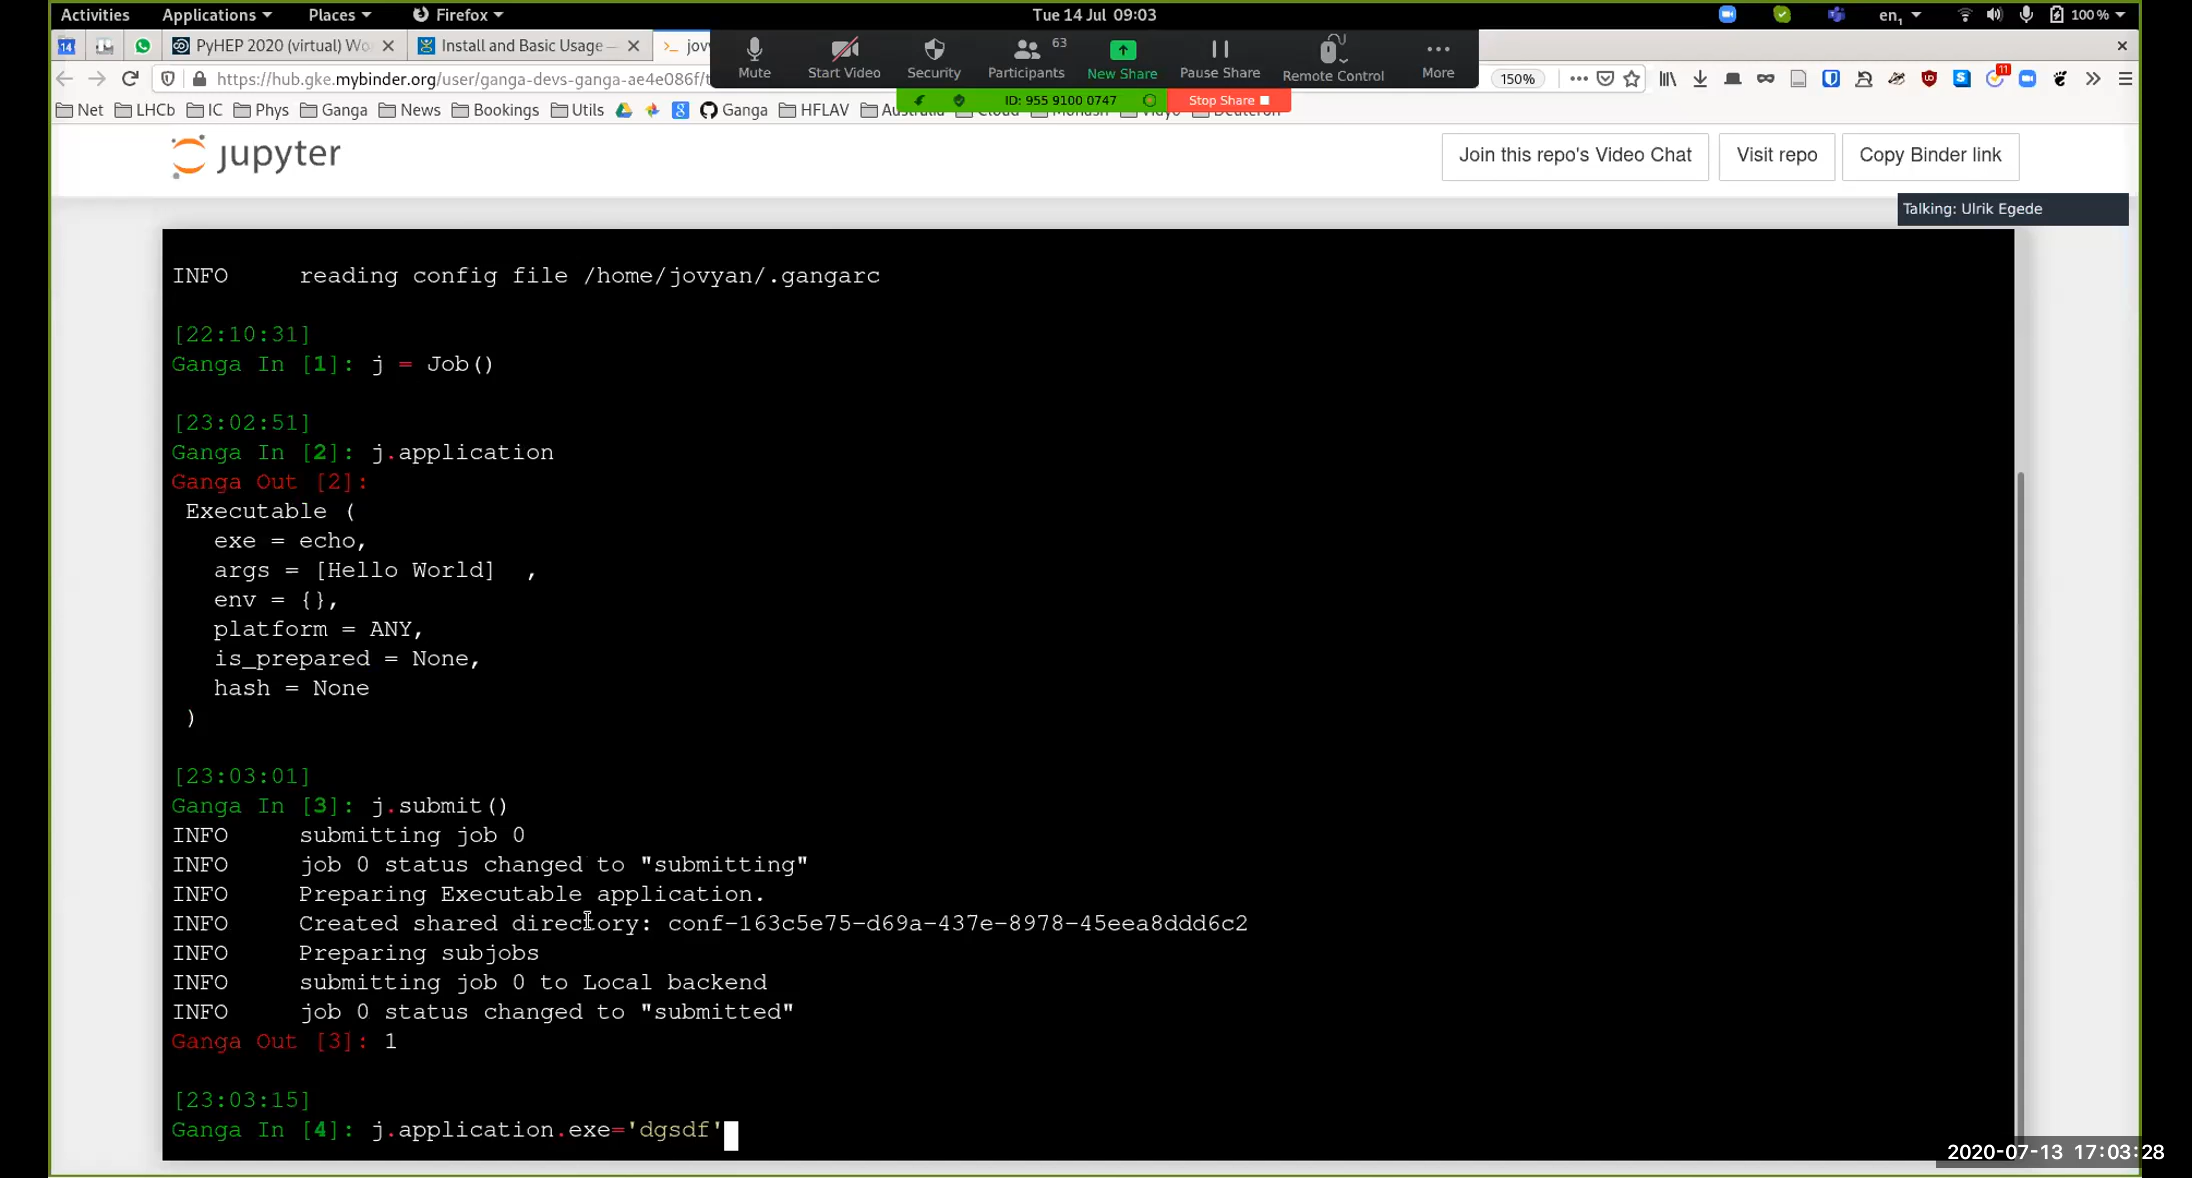 Activities Applications Places Firefox Tue 14 Jul 09:03 en1 100 %
14 PyHEP 2020 (virtual) Wo Install and Basic Usage — jov
Mute Start Video Security Participants 63 New Share Pause Share Remote Control More
https://hub.gke.mybinder.org/user/ganga-devs-ganga-ae4e086f/t 150% 11
ID: 955 9100 0747 Stop Share
Net LHCb IC Phys Ganga News Bookings Utils Ganga HFLAV
jupyter
Join this repo's Video Chat Visit repo Copy Binder link
Talking: Ulrik Egede
INFO reading config file /home/jovyan/.gangarc
[22:10:31]
Ganga In [1]: j = Job()
[23:02:51]
Ganga In [2]: j.application
Ganga Out [2]:
Executable (
exe = echo,
args = [Hello World] ,
env = {},
platform = ANY,
is_prepared = None,
hash = None
)
[23:03:01]
Ganga In [3]: j.submit()
INFO submitting job 0
INFO job 0 status changed to "submitting"
INFO Preparing Executable application.
INFO Created shared directory: conf-163c5e75-d69a-437e-8978-45eea8ddd6c2
INFO Preparing subjobs
INFO submitting job 0 to Local backend
INFO job 0 status changed to "submitted"
Ganga Out [3]: 1
[23:03:15]
Ganga In [4]: j.application.exe='dgsdf'
2020-07-13 17:03:28